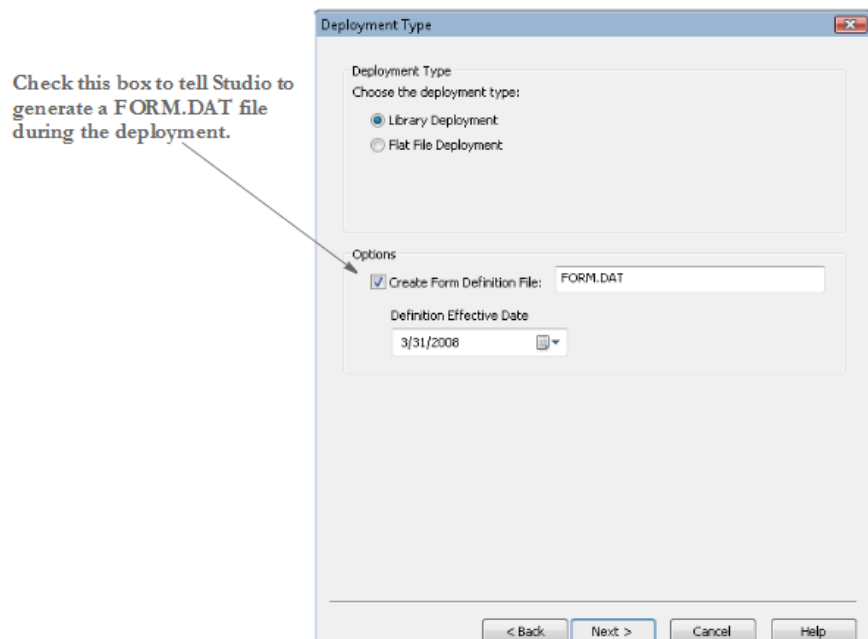 Deployment Type
Check this box to tell Studio to
generate a FORM.DAT file
during the deployment.
Deployment Type
Choose the deployment type:
Library Deployment
Flat File Deployment
Options
Create Form Definition File:
FORM.DAT
Definition Effective Date
3/31/2008
< Back
Next >
Cancel
Help